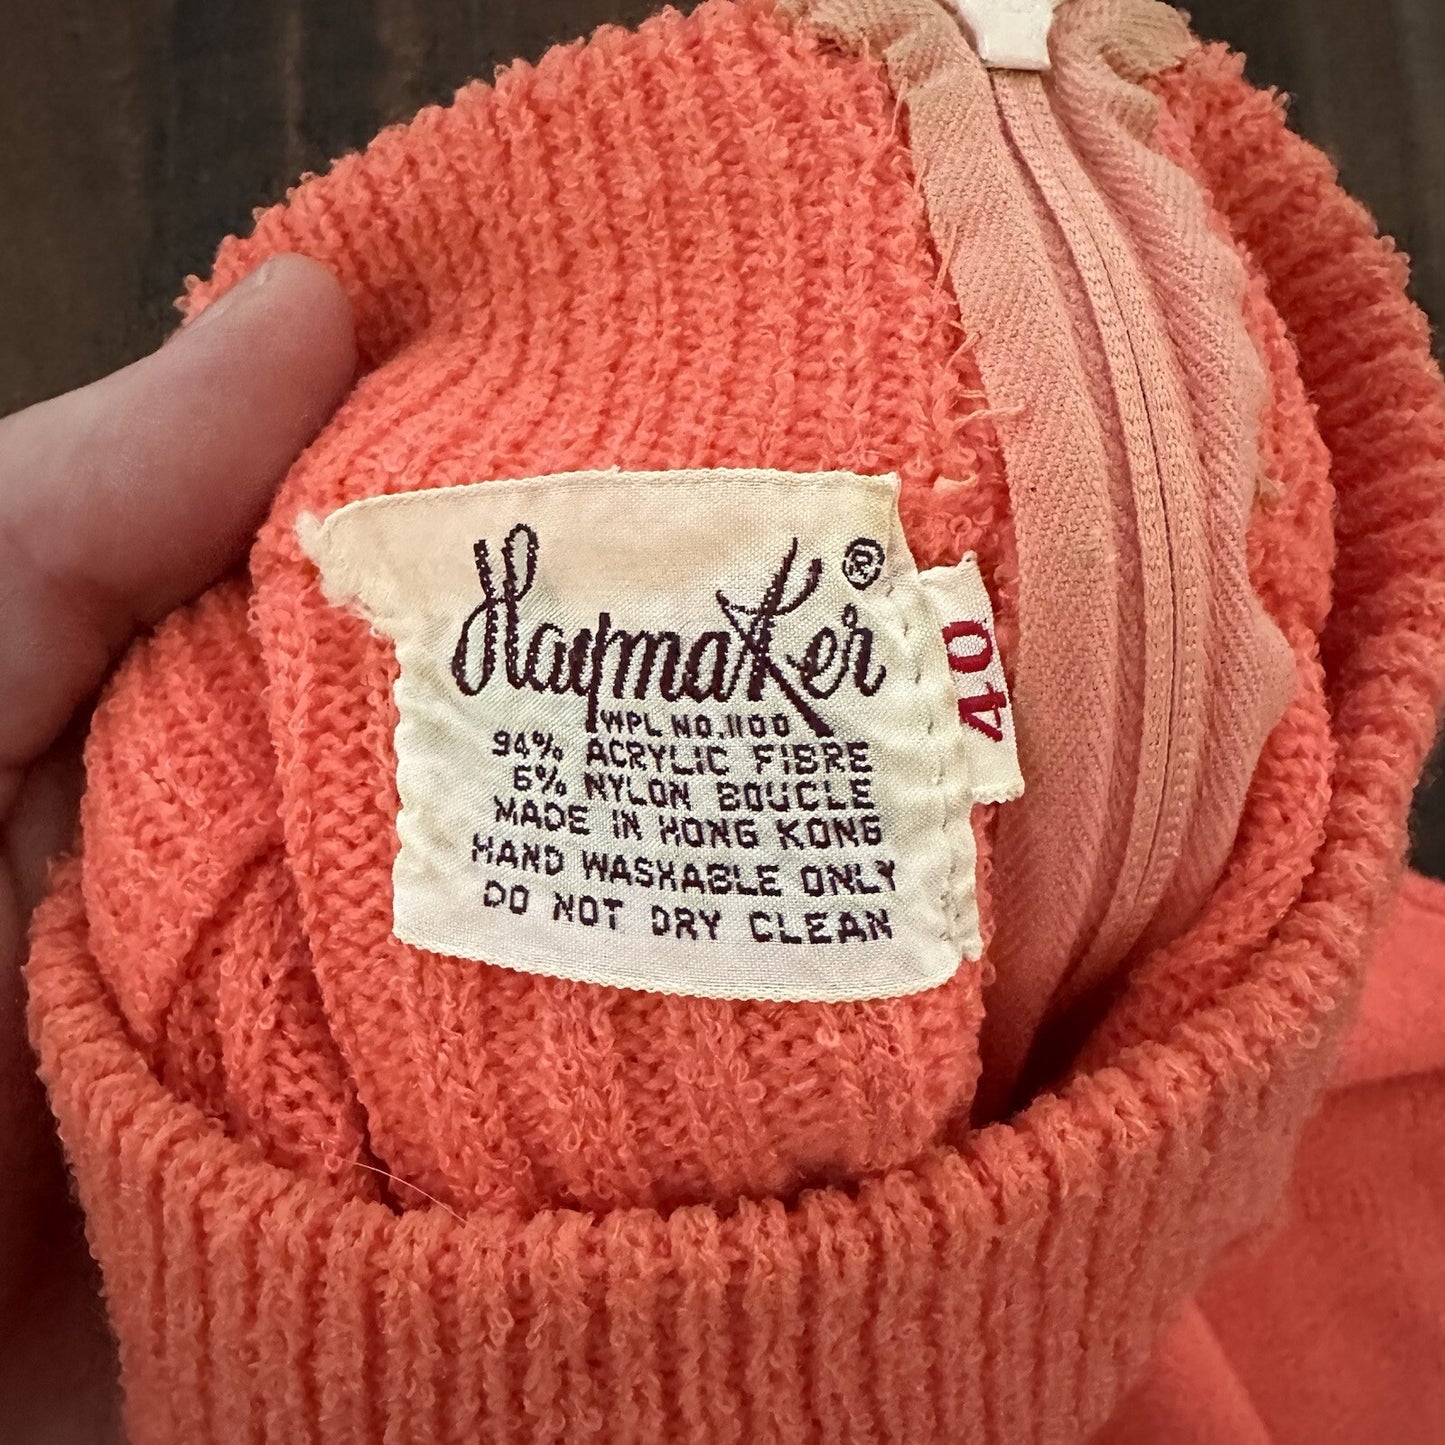 Haymaker®
WPL NO. 1100
94% ACRYLIC FIBRE
6% NYLON BOUCLE
MADE IN HONG KONG
HAND WASHABLE ONLY
DO NOT DRY CLEAN
40